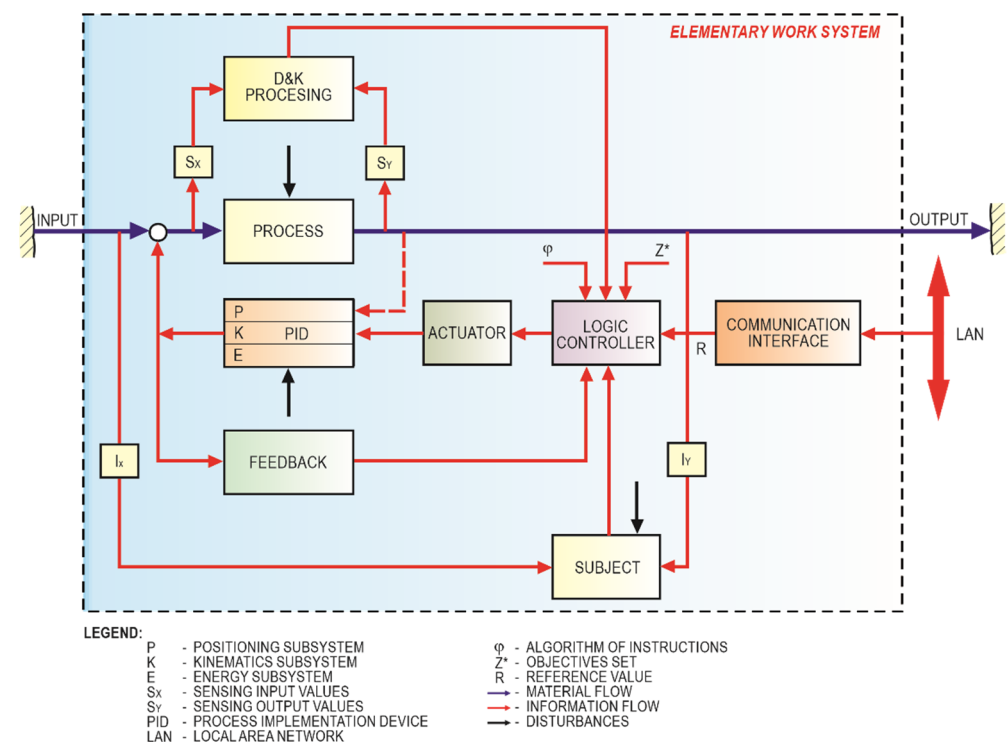 ELEMENTARY WORK SYSTEM
D&K
PROCESING
SX
SY
INPUT
PROCESS
OUTPUT
φ
Z*
P
K PID
E
ACTUATOR
LOGIC
CONTROLLER
R
COMMUNICATION
INTERFACE
LAN
IX
FEEDBACK
IY
SUBJECT
LEGEND:
P - POSITIONING SUBSYSTEM
K - KINEMATICS SUBSYSTEM
E - ENERGY SUBSYSTEM
SX - SENSING INPUT VALUES
SY - SENSING OUTPUT VALUES
PID - PROCESS IMPLEMENTATION DEVICE
LAN - LOCAL AREA NETWORK
φ - ALGORITHM OF INSTRUCTIONS
Z* - OBJECTIVES SET
R - REFERENCE VALUE
- MATERIAL FLOW
- INFORMATION FLOW
- DISTURBANCES